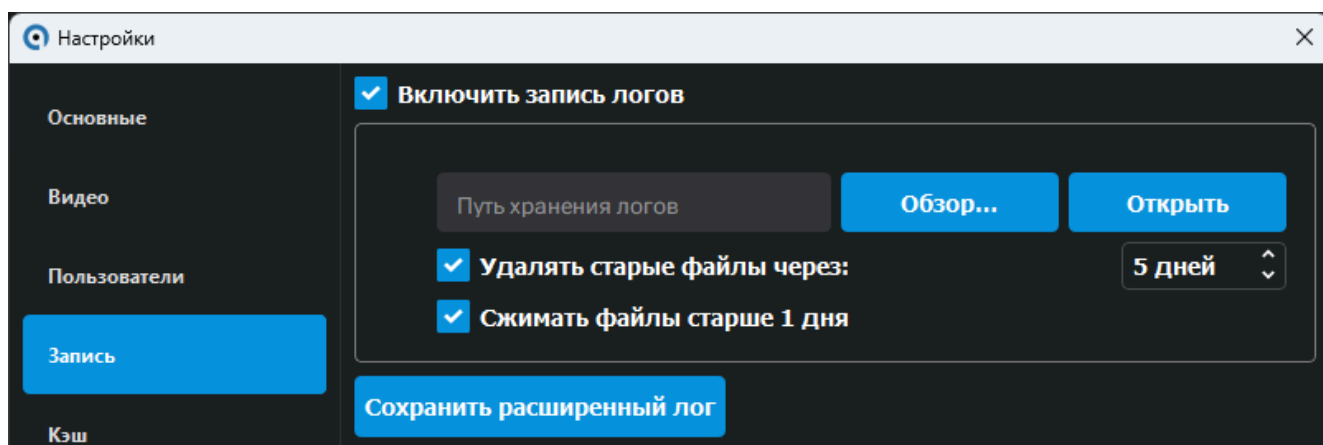 Настройки
Основные
Видео
Пользователи
Запись
Кэш
Включить запись логов
Путь хранения логов
Обзор...
Открыть
Удалять старые файлы через:
5 дней
Сжимать файлы старше 1 дня
Сохранить расширенный лог